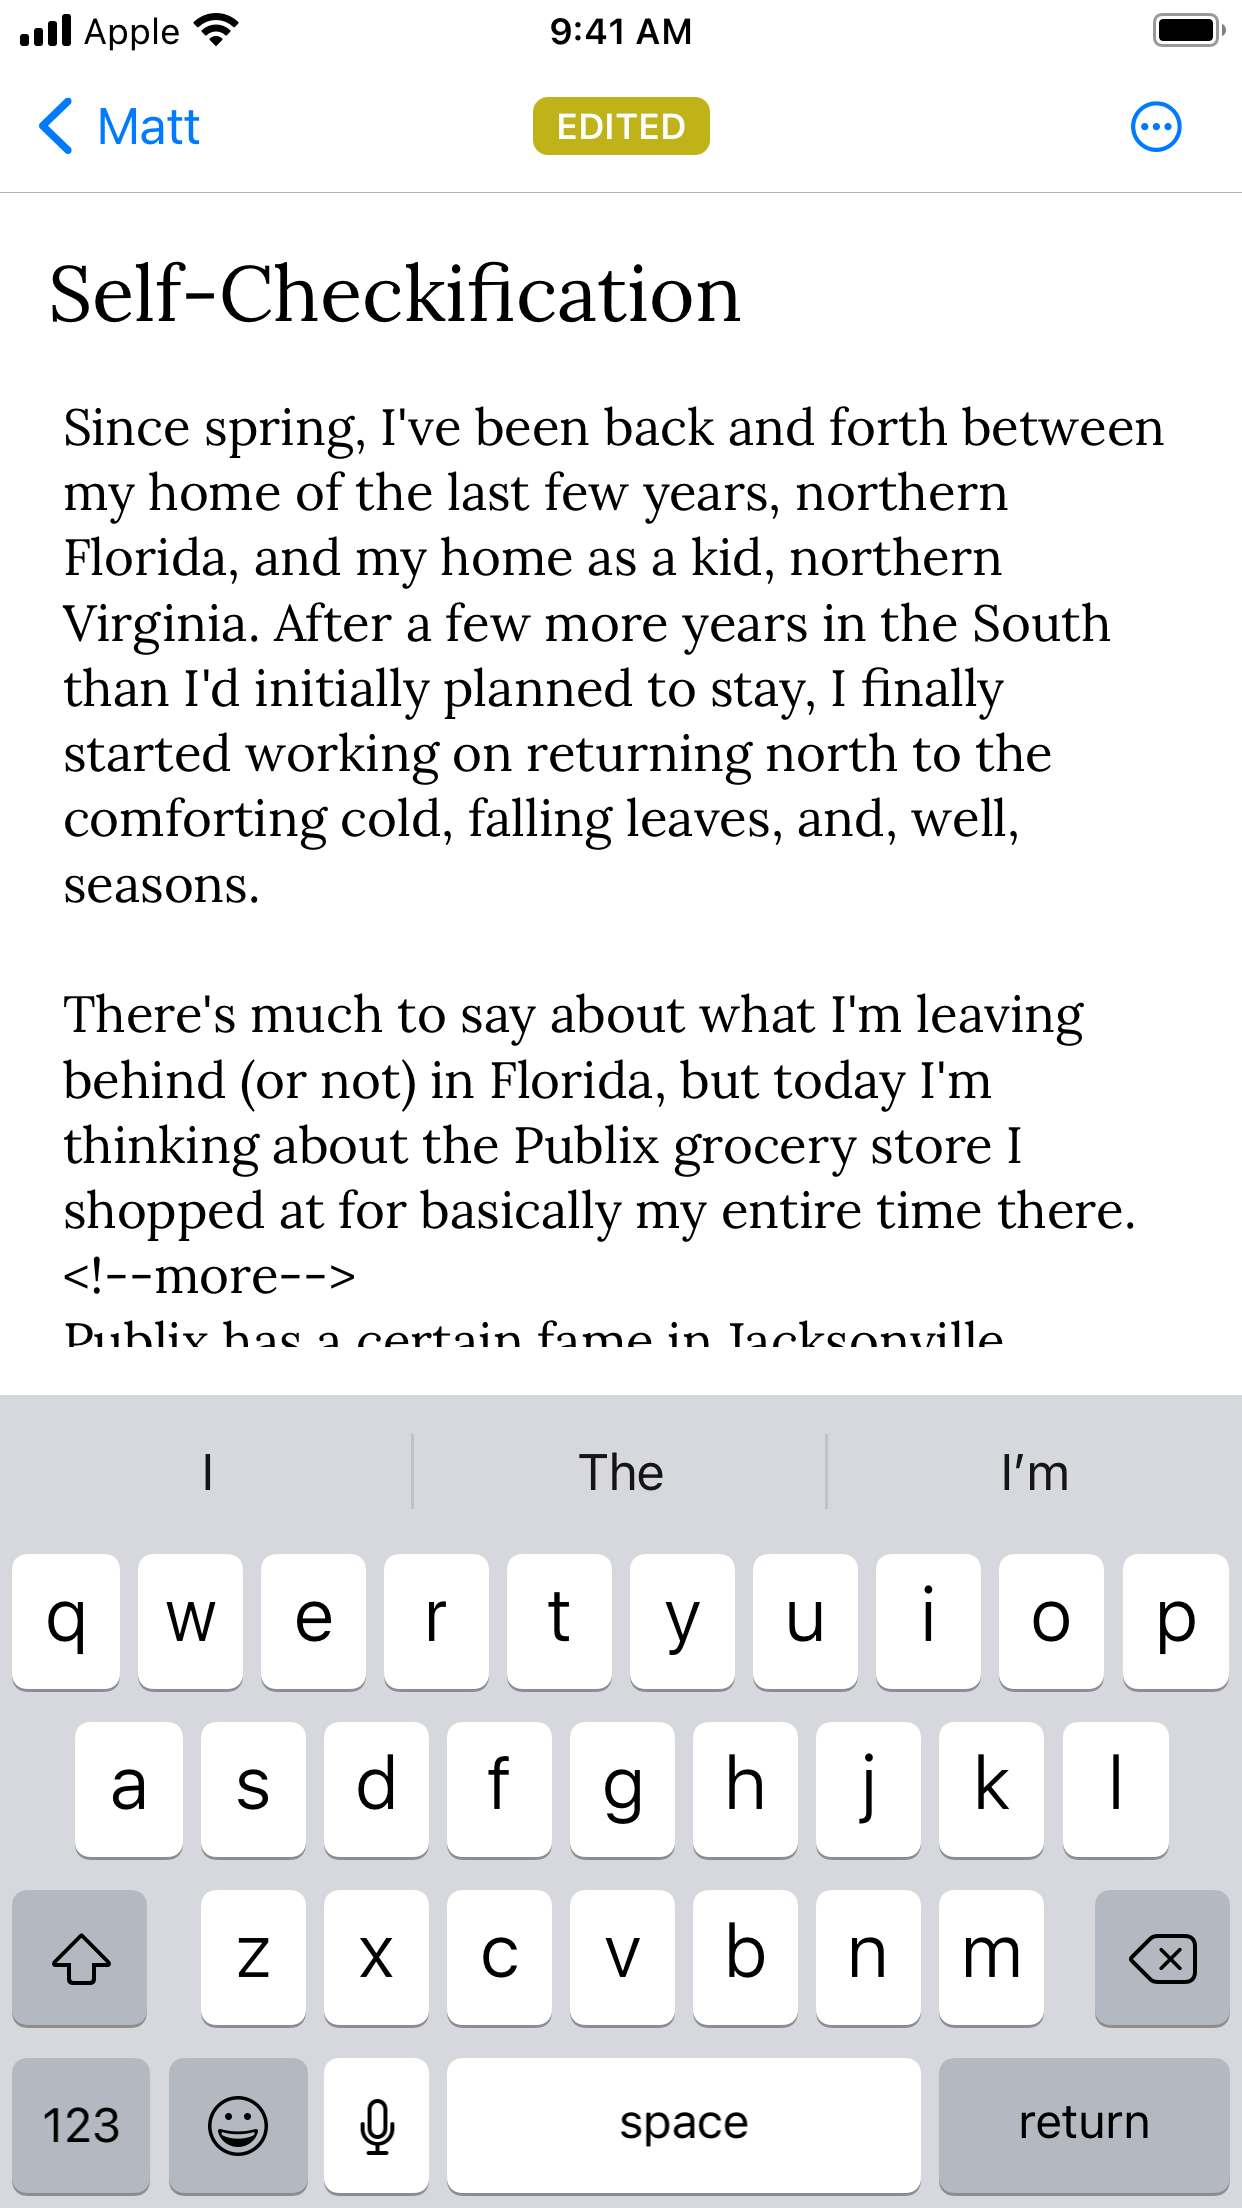 Apple 9:41 AM
Matt EDITED
Self-Checkification
Since spring, I've been back and forth between
my home of the last few years, northern
Florida, and my home as a kid, northern
Virginia. After a few more years in the South
than I'd initially planned to stay, I finally
started working on returning north to the
comforting cold, falling leaves, and, well,
seasons.
There's much to say about what I'm leaving
behind (or not) in Florida, but today I'm
thinking about the Publix grocery store I
shopped at for basically my entire time there.
<!--more-->
Publix has a certain fame in Jacksonville
I The I’m
q w e r t y u i o p
a s d f g h j k l
z x c v b n m
123 space return